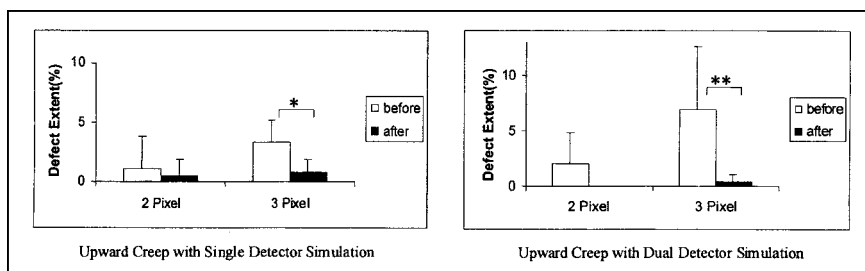 10
5
0
Defect Extent(%)
*
before
after
2 Pixel
3 Pixel
Upward Creep with Single Detector Simulation
10
5
0
Defect Extent(%)
**
before
after
2 Pixel
3 Pixel
Upward Creep with Dual Detector Simulation